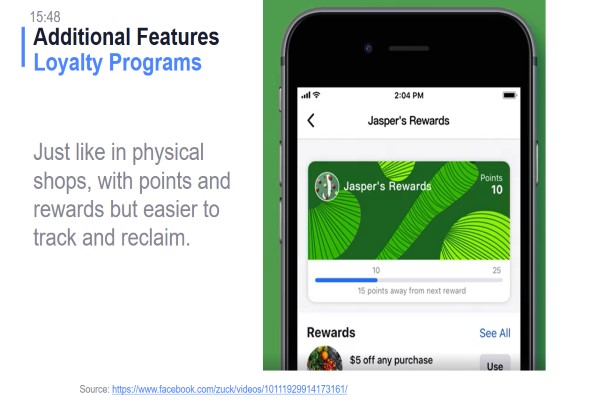 15:48
Additional Features
Loyalty Programs
Just like in physical
shops, with points and
rewards but easier to
track and reclaim.
2:04 PM
Jasper's Rewards
Jasper's Rewards
Points
10
10
25
15 points away from next reward
Rewards
See All
$5 off any purchase
Use
Source: https://www.facebook.com/zuck/videos/10111929914173161/